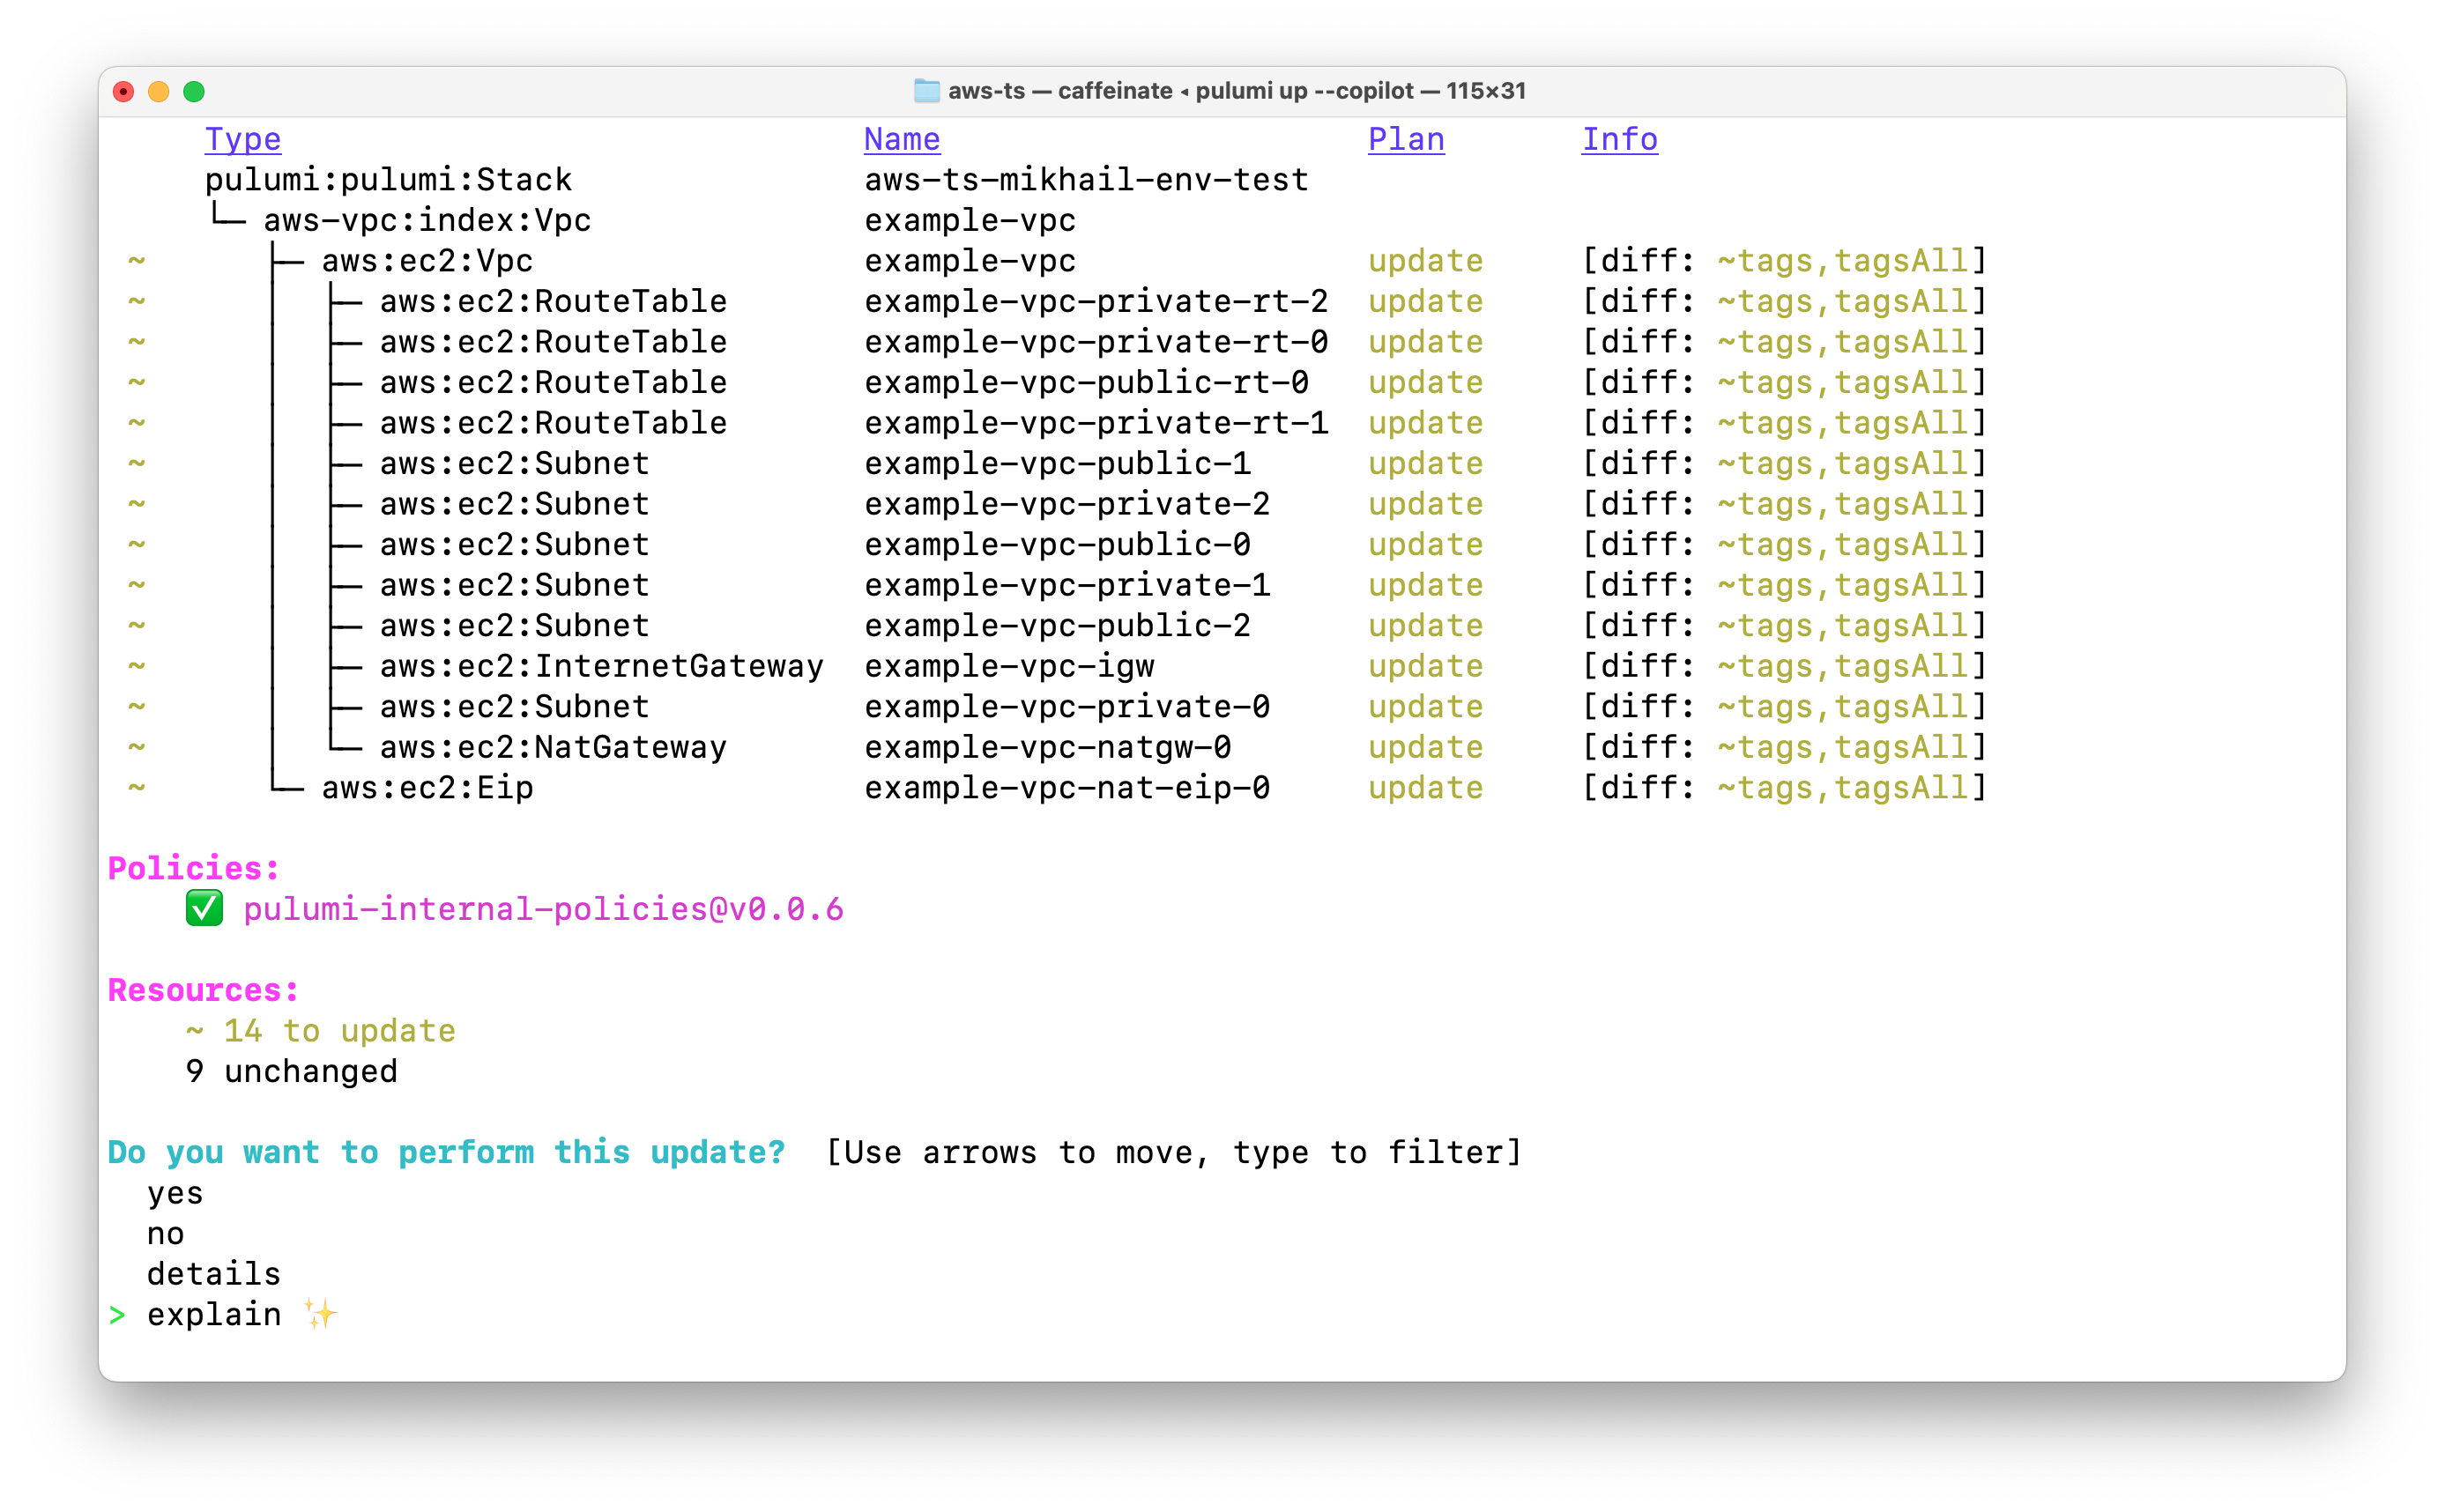 aws-ts — caffeinate ◂ pulumi up --copilot — 115×31
Type Name Plan Info
pulumi:pulumi:Stack aws-ts-mikhail-env-test
└─ aws-vpc:index:Vpc example-vpc
~ ├─ aws:ec2:Vpc example-vpc update [diff: ~tags,tagsAll]
~ │ ├─ aws:ec2:RouteTable example-vpc-private-rt-2 update [diff: ~tags,tagsAll]
~ │ ├─ aws:ec2:RouteTable example-vpc-private-rt-0 update [diff: ~tags,tagsAll]
~ │ ├─ aws:ec2:RouteTable example-vpc-public-rt-0 update [diff: ~tags,tagsAll]
~ │ ├─ aws:ec2:RouteTable example-vpc-private-rt-1 update [diff: ~tags,tagsAll]
~ │ ├─ aws:ec2:Subnet example-vpc-public-1 update [diff: ~tags,tagsAll]
~ │ ├─ aws:ec2:Subnet example-vpc-private-2 update [diff: ~tags,tagsAll]
~ │ ├─ aws:ec2:Subnet example-vpc-public-0 update [diff: ~tags,tagsAll]
~ │ ├─ aws:ec2:Subnet example-vpc-private-1 update [diff: ~tags,tagsAll]
~ │ ├─ aws:ec2:Subnet example-vpc-public-2 update [diff: ~tags,tagsAll]
~ │ ├─ aws:ec2:InternetGateway example-vpc-igw update [diff: ~tags,tagsAll]
~ │ ├─ aws:ec2:Subnet example-vpc-private-0 update [diff: ~tags,tagsAll]
~ │ └─ aws:ec2:NatGateway example-vpc-natgw-0 update [diff: ~tags,tagsAll]
~ └─ aws:ec2:Eip example-vpc-nat-eip-0 update [diff: ~tags,tagsAll]
Policies:
✅ pulumi-internal-policies@v0.0.6
Resources:
~ 14 to update
9 unchanged
Do you want to perform this update? [Use arrows to move, type to filter]
yes
no
details
> explain ✨